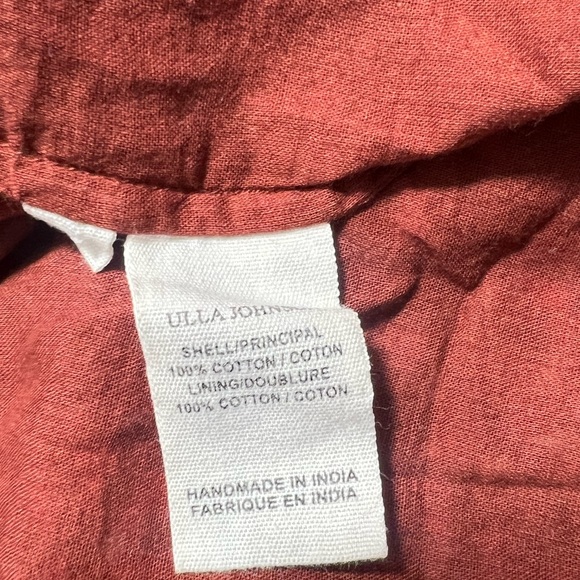 ULLA JOHNSON
SHELL/PRINCIPAL
100% COTTON / COTON
LINING/DOUBLURE
100% COTTON / COTON
HANDMADE IN INDIA
FABRIQUE EN INDIA